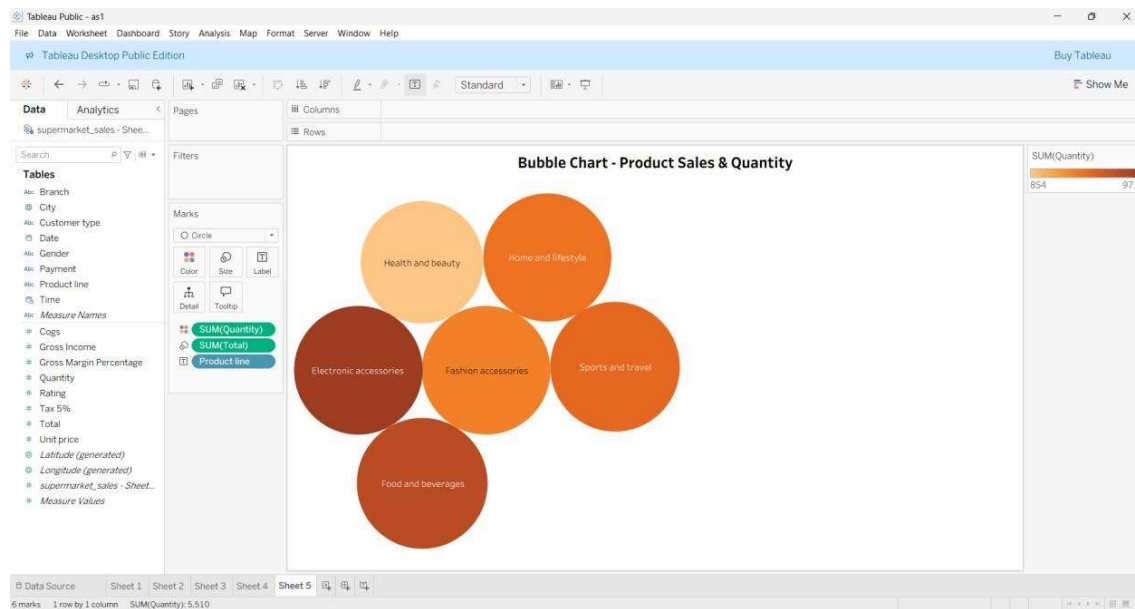 Tableau Public - as1
File Data Worksheet Dashboard Story Analysis Map Format Server Window Help
Tableau Desktop Public Edition
Buy Tableau
Standard
Show Me
Data
Analytics
supermarket_sales - Shee...
Search
Tables
Abc Branch
City
Abc Customer type
Date
Abc Gender
Abc Payment
Abc Product line
Time
Abc Measure Names
# Cogs
# Gross Income
# Gross Margin Percentage
# Quantity
# Rating
# Tax 5%
# Total
# Unit price
Latitude (generated)
Longitude (generated)
# supermarket_sales - Sheet...
# Measure Values
Pages
Filters
Marks
Circle
Color Size Label
Detail Tooltip
SUM(Quantity)
SUM(Total)
Product line
Columns
Rows
Bubble Chart - Product Sales & Quantity
Health and beauty
Home and lifestyle
Electronic accessories
Fashion accessories
Sports and travel
Food and beverages
SUM(Quantity)
854
Data Source Sheet 1 Sheet 2 Sheet 3 Sheet 4 Sheet 5
6 marks 1 row by 1 column SUM(Quantity): 5,510